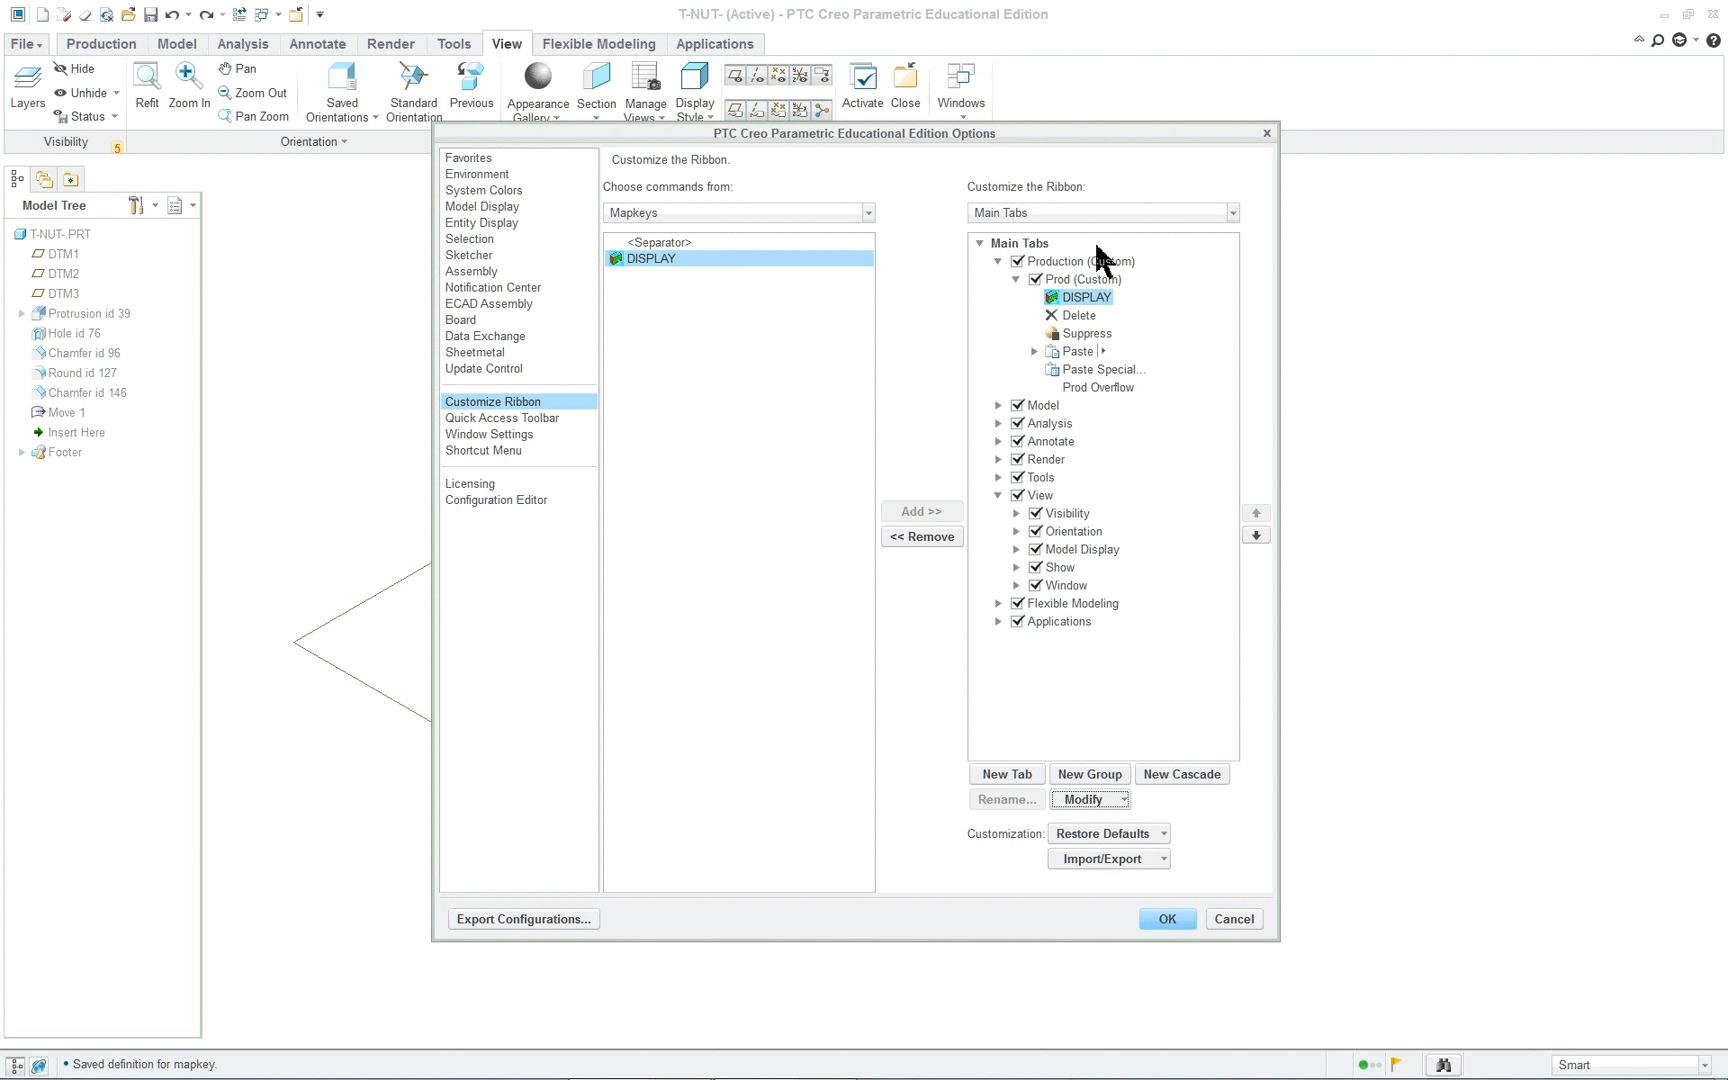 T-NUT- (Active) - PTC Creo Parametric Educational Edition
File Production Model Analysis Annotate Render Tools View Flexible Modeling Applications
Layers
Hide
Unhide
Status
Refit
Zoom In
Pan
Zoom Out
Pan Zoom
Saved
Orientations
Standard
Orientation
Previous
Appearance
Gallery
Section
Manage
Views
Display
Style
Activate
Close
Windows
Visibility
5
Orientation
Model Tree
T-NUT-.PRT
DTM1
DTM2
DTM3
Protrusion id 39
Hole id 76
Chamfer id 96
Round id 127
Chamfer id 146
Move 1
Insert Here
Footer
PTC Creo Parametric Educational Edition Options
Favorites
Environment
System Colors
Model Display
Entity Display
Selection
Sketcher
Assembly
Notification Center
ECAD Assembly
Board
Data Exchange
Sheetmetal
Update Control
Customize Ribbon
Quick Access Toolbar
Window Settings
Shortcut Menu
Licensing
Configuration Editor
Customize the Ribbon.
Choose commands from:
Mapkeys
<Separator>
DISPLAY
Add >>
<< Remove
Customize the Ribbon:
Main Tabs
Main Tabs
Production (Custom)
Prod (Custom)
DISPLAY
Delete
Suppress
Paste
Paste Special...
Prod Overflow
Model
Analysis
Annotate
Render
Tools
View
Visibility
Orientation
Model Display
Show
Window
Flexible Modeling
Applications
New Tab New Group New Cascade
Rename... Modify
Customization: Restore Defaults
Import/Export
Export Configurations...
OK Cancel
• Saved definition for mapkey.
Smart